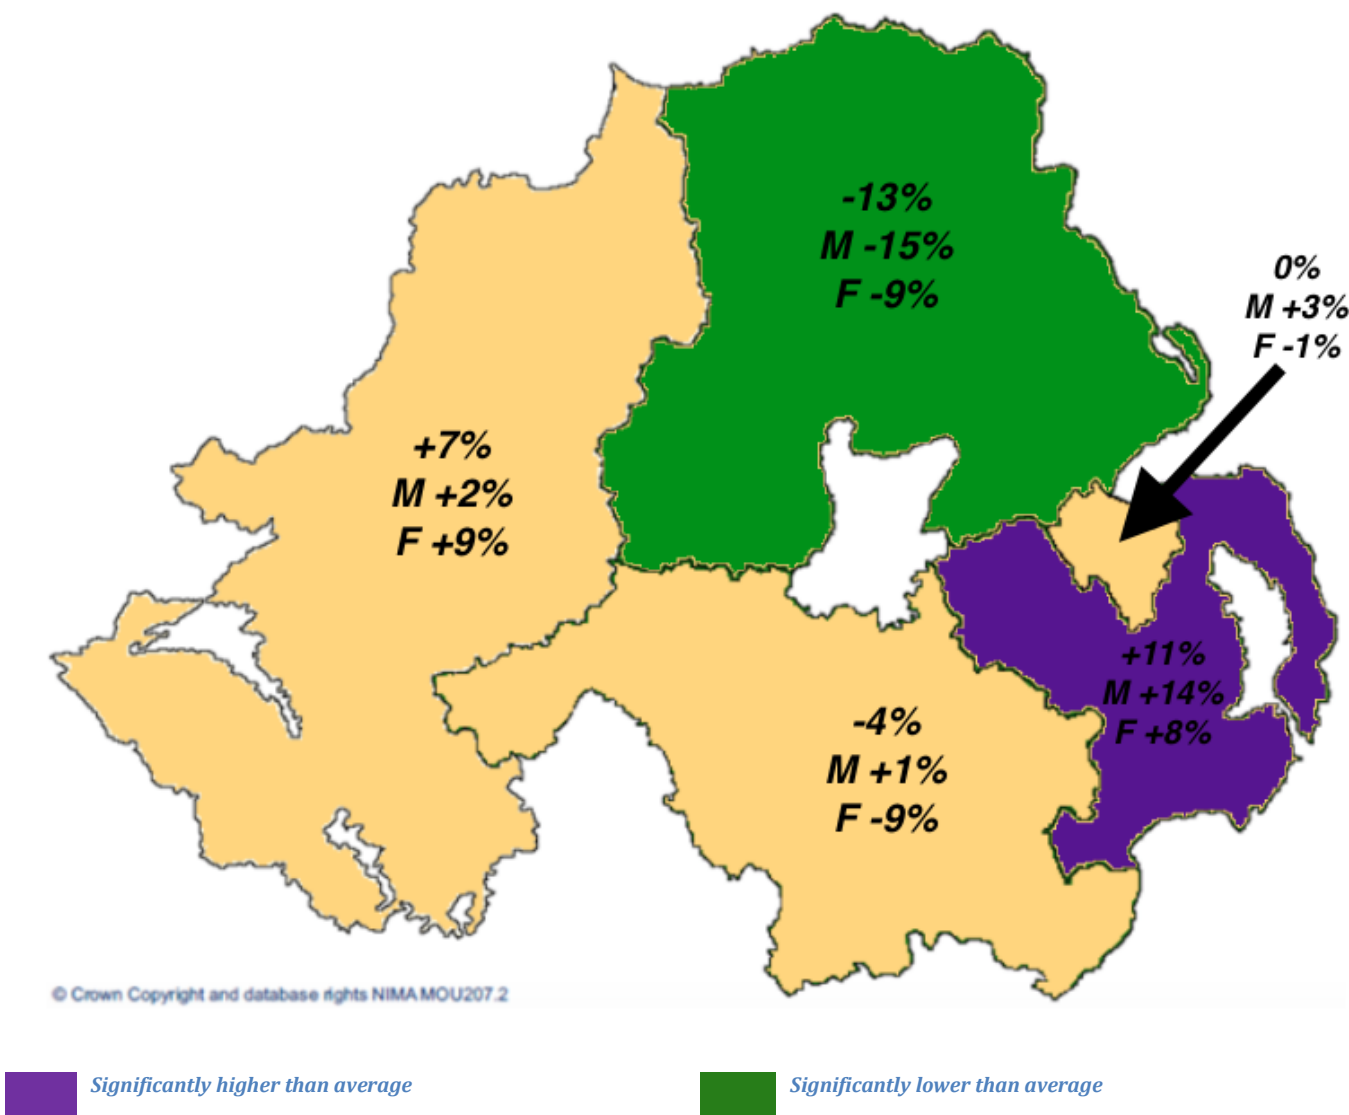 -13%
M -15%
F -9%
0%
M +3%
F -1%
+7%
M +2%
F +9%
+11%
M +14%
F +8%
-4%
M +1%
F -9%
© Crown Copyright and database rights NIMA MOU207.2
Significantly higher than average
Significantly lower than average